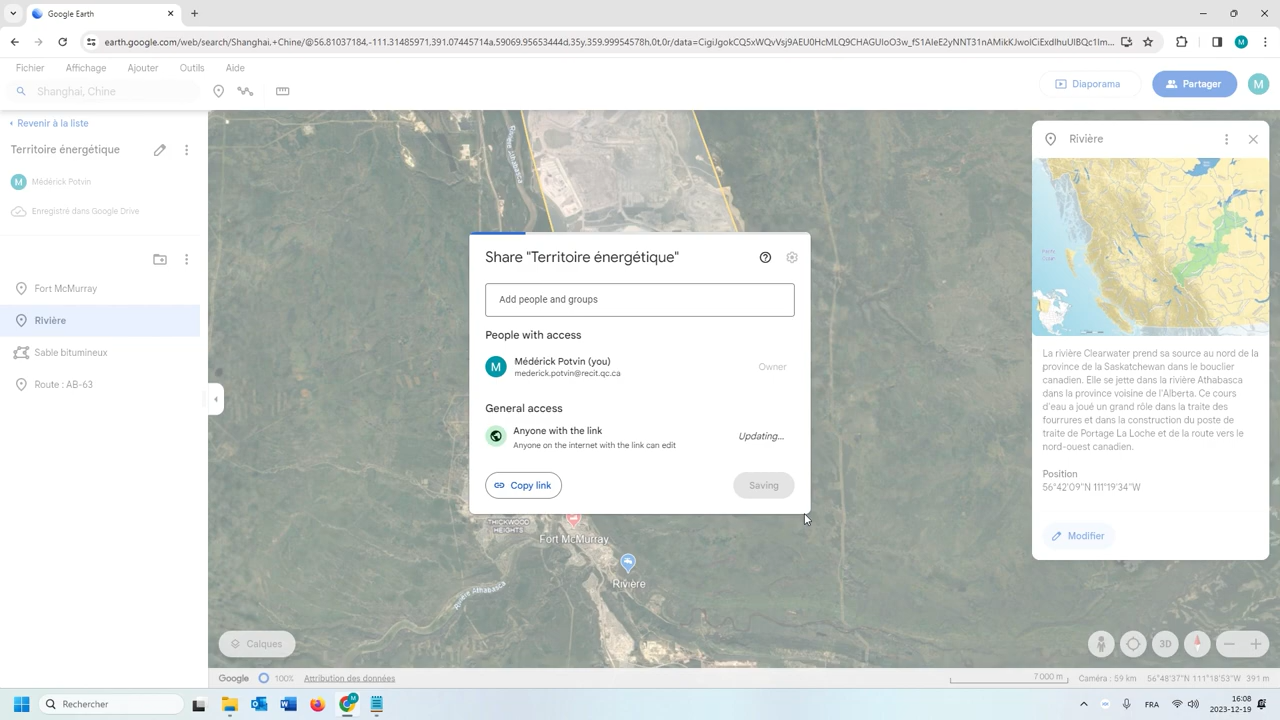 Google Earth
earth.google.com/web/search/Shanghai,+Chine/@56.81037184,-111.31485971,391.07445714a,59069.95653444d,35y,359.99954578h,0t,0r/data=
Fichier
Affichage
Ajouter
Outils
Aide
Shanghai, Chine
Diaporama
Partager
M
Revenir à la liste
Territoire énergétique
M
Médérick Potvin
Enregistré dans Google Drive
Fort McMurray
Rivière
Sable bitumineux
Route : AB-63
Rivière Athabasca
Share "Territoire énergétique"
Add people and groups
People with access
M
Médérick Potvin (you)
mederick.potvin@recit.qc.ca
Owner
General access
Anyone with the link
Anyone on the internet with the link can edit
Updating...
Copy link
Saving
THICKWOOD
HEIGHTS
Fort McMurray
Rivière
Rivière Athabasca
Rivière
La rivière Clearwater prend sa source au nord de la
province de la Saskatchewan dans le bouclier
canadien. Elle se jette dans la rivière Athabasca
dans la province voisine de l'Alberta. Ce cours
d'eau a joué un grand rôle dans la traite des
fourrures et dans la construction du poste de
traite de Portage La Loche et de la route vers le
nord-ouest canadien.
Position
56°42'09"N 111°19'34"W
Modifier
Calques
3D
Google
100%
Attribution des données
7 000 m
Caméra : 59 km
56°48'37"N 111°18'53"W
391 m
Rechercher
FRA
16:08
2023-12-19